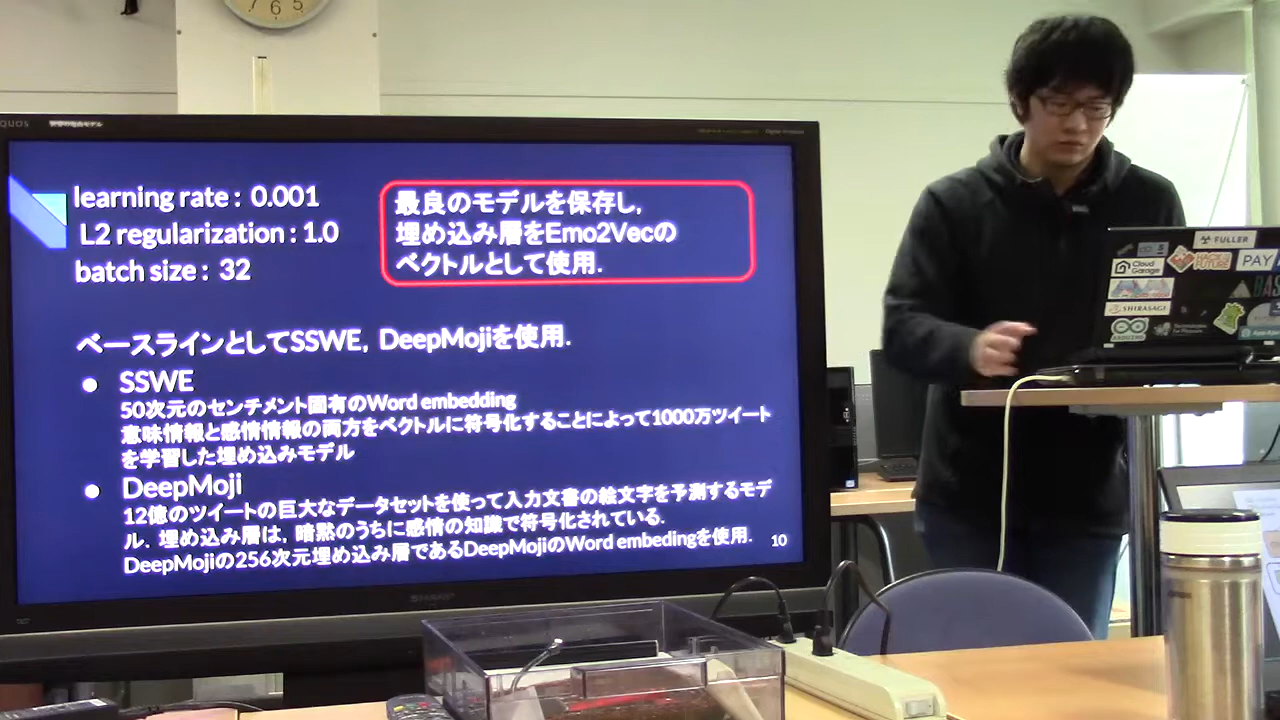 7 6 5
QUOS
learning rate : 0.001
L2 regularization : 1.0
batch size : 32
最良のモデルを保存し,
埋め込み層をEmo2Vecの
ベクトルとして使用.
ベースラインとしてSSWE, DeepMojiを使用.
● SSWE
50次元のセンチメント固有のWord embedding
意味情報と感情情報の両方をベクトルに符号化することによって1000万ツイート
を学習した埋め込みモデル
● DeepMoji
12億のツイートの巨大なデータセットを使って入力文書の絵文字を予測するモデ
ル. 埋め込み層は, 暗黙のうちに感情の知識で符号化されている.
DeepMojiの256次元埋め込み層であるDeepMojiのWord embedingを使用.
10
SHARP
FULLER
Cloud
Garage
PAY
SHIRASAGI
ARDUINO